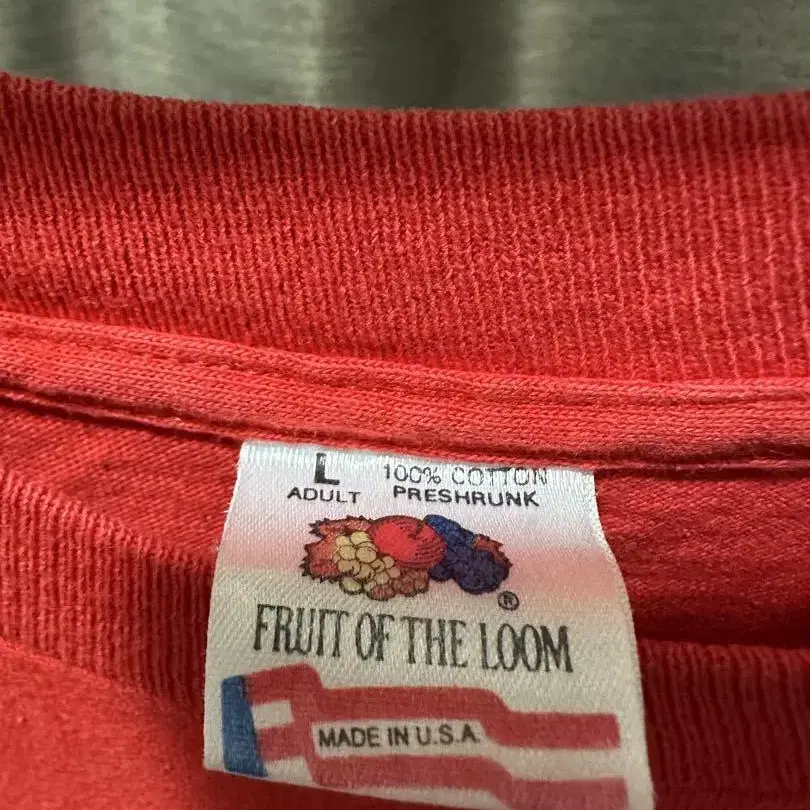 L 100% COTTON
ADULT PRESHRUNK
®
FRUIT OF THE LOOM
MADE IN U.S.A.